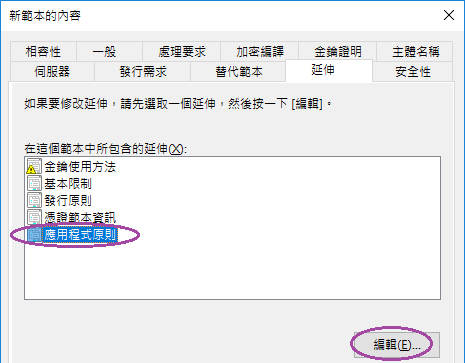 新範本的內容
相容性 一般 處理要求 加密編譯 金鑰證明 主體名稱
伺服器 發行需求 替代範本 延伸 安全性
如果要修改延伸，請先選取一個延伸，然後按一下 [編輯]。
在這個範本中所包含的延伸(X):
金鑰使用方法
基本限制
發行原則
憑證範本資訊
應用程式原則
編輯(E)...